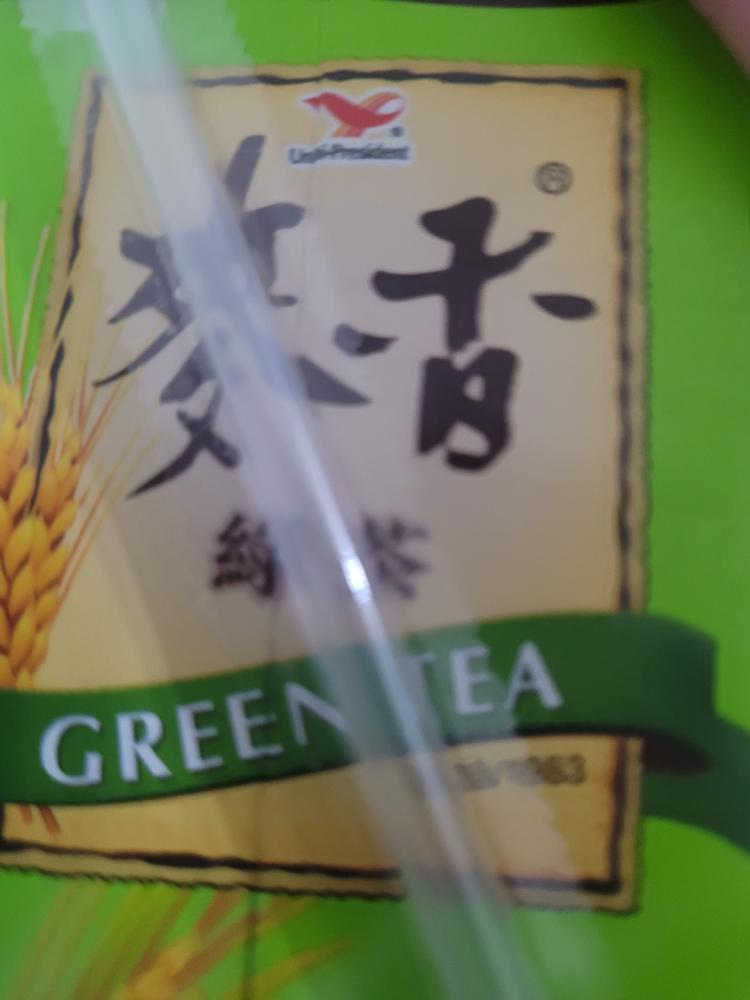 Uni-President
麥香
®
綠茶
GREEN TEA